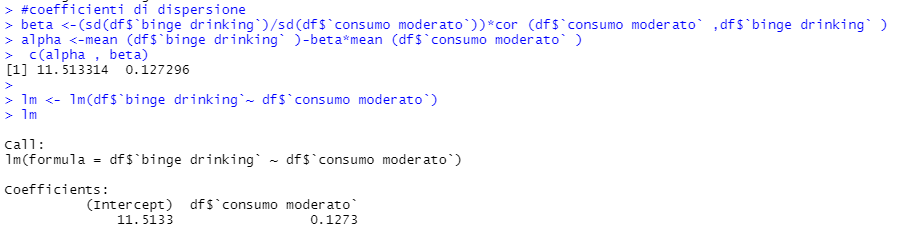 > #coefficienti di dispersione
> beta <-(sd(df$`binge drinking`)/sd(df$`consumo moderato`))*cor (df$`consumo moderato` ,df$`binge drinking` )
> alpha <-mean (df$`binge drinking` )-beta*mean (df$`consumo moderato` )
>  c(alpha , beta)
[1] 11.513314  0.127296
>
> lm <- lm(df$`binge drinking`~ df$`consumo moderato`)
> lm

Call:
lm(formula = df$`binge drinking` ~ df$`consumo moderato`)

Coefficients:
          (Intercept)  df$`consumo moderato`
              11.5133                 0.1273